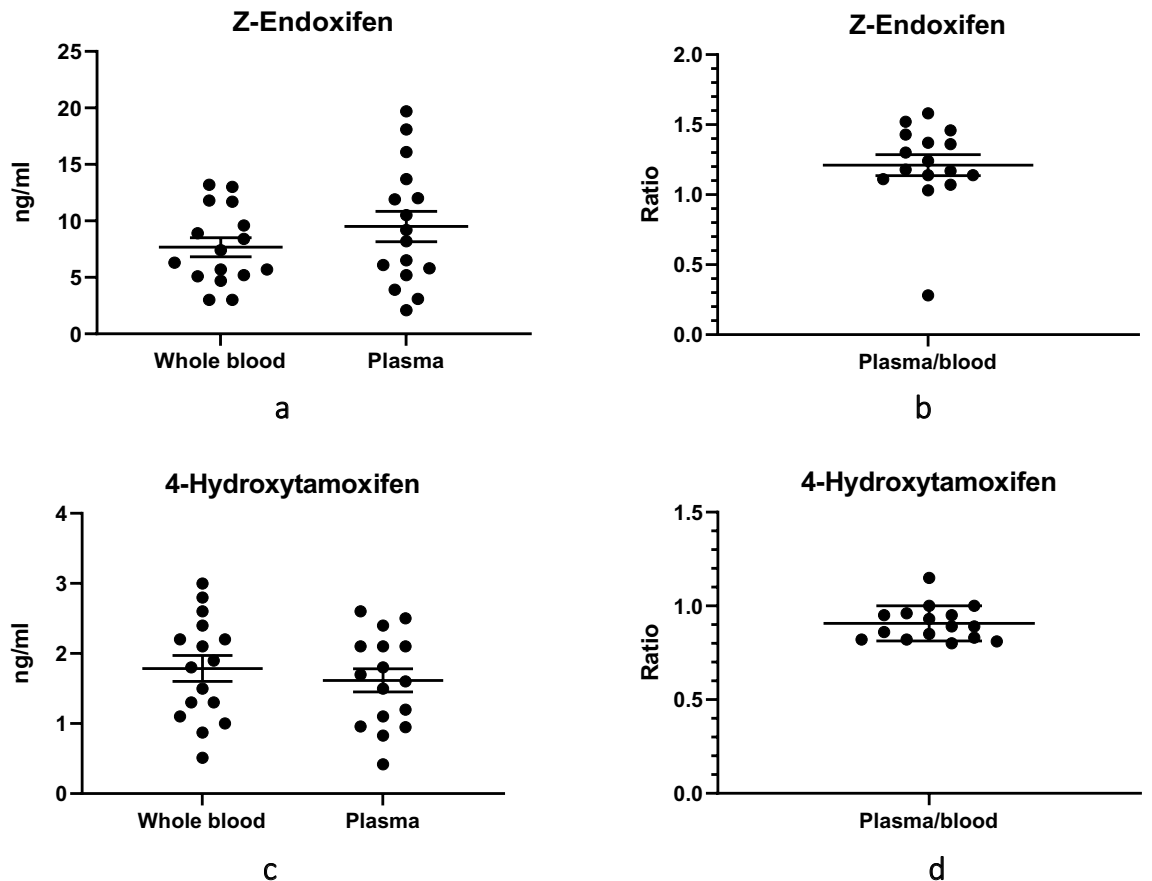 Z-Endoxifen
25
20
15
10
5
0
ng/ml
Whole blood
Plasma
a
Z-Endoxifen
2.0
1.5
1.0
0.5
0.0
Ratio
Plasma/blood
b
4-Hydroxytamoxifen
4
3
2
1
0
ng/ml
Whole blood
Plasma
c
4-Hydroxytamoxifen
1.5
1.0
0.5
0.0
Ratio
Plasma/blood
d